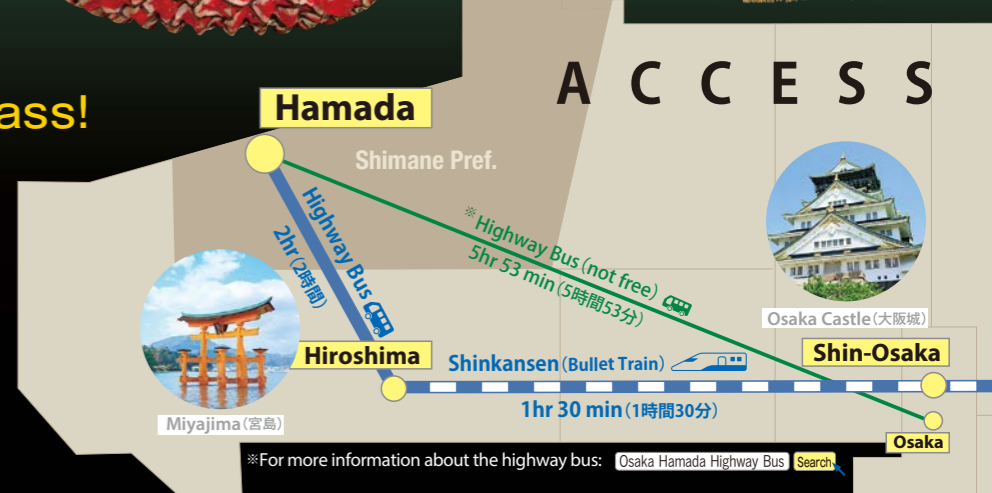 ACCESS
ass!
Hamada
Shimane Pref.
Highway Bus
2hr(2時間)
※Highway Bus(not free)
5hr 53 min(5時間53分)
Osaka Castle(大阪城)
Hiroshima
Shinkansen(Bullet Train)
Shin-Osaka
1hr 30 min(1時間30分)
Miyajima(宮島)
Osaka
※For more information about the highway bus: Osaka Hamada Highway Bus Search